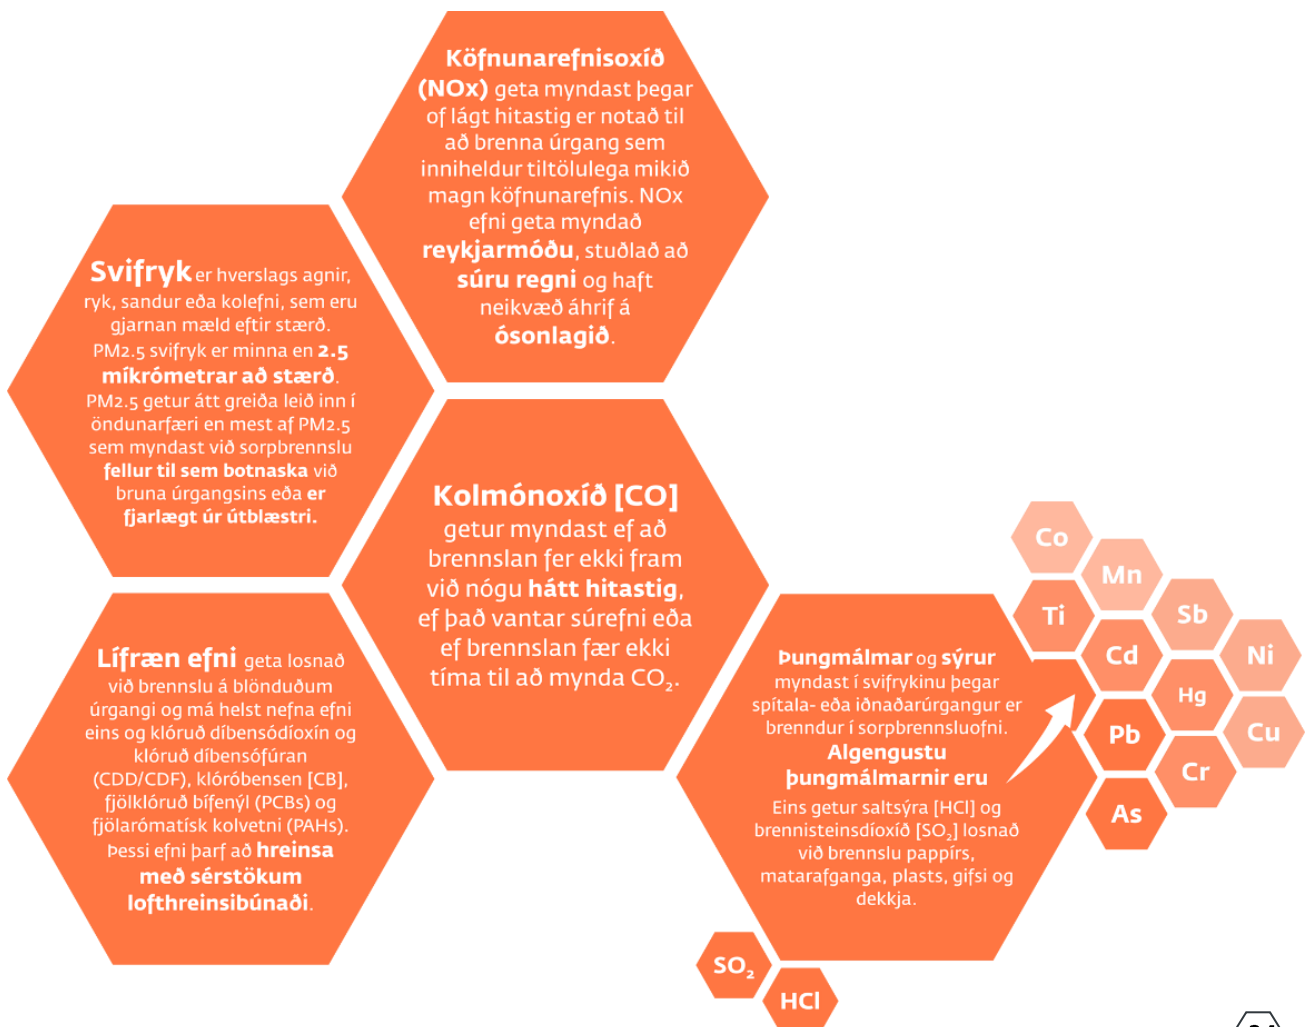 Köfnunarefnisoxíð
(NOx) geta myndast þegar
of lágt hitastig er notað til
að brenna úrgang sem
inniheldur tiltölulega mikið
magn köfnunarefnis. NOx
efni geta myndað
reykjarmóðu, stuðlað að
súru regni og haft
neikvæð áhrif á
ósonlagið.
Svifryk er hverslags agnir,
ryk, sandur eða kolefni, sem eru
gjarnan mæld eftir stærð.
PM2.5 svifryk er minna en 2.5
míkrómetrar að stærð.
PM2.5 getur átt greiða leið inn í
öndunarfæri en mest af PM2.5
sem myndast við sorpbrennslu
fellur til sem botnaska við
bruna úrgangsins eða er
fjarlægt úr útblæstri.
Kolmónoxíð [CO]
getur myndast ef að
brennslan fer ekki fram
við nógu hátt hitastig,
ef það vantar súrefni eða
ef brennslan fær ekki
tíma til að mynda CO₂.
Lífræn efni geta losnað
við brennslu á blönduðum
úrgangi og má helst nefna efni
eins og klóruð díbensódíoxín og
klóruð díbensófúran
(CDD/CDF), klóróbensen [CB],
fjölklóruð bífenýl (PCBs) og
fjölarómatísk kolvetni (PAHs).
Þessi efni þarf að hreinsa
með sérstökum
lofthreinsibúnaði.
Þungmálmar og sýrur
myndast í svifrykinu þegar
spítala- eða iðnaðarúrgangur er
brenndur í sorpbrennsluofni.
Algengustu
þungmálmarnir eru
Eins getur saltsýra [HCl] og
brennisteinsdíoxíð [SO₂] losnað
við brennslu pappírs,
matarafganga, plasts, gifsi og
dekkja.
Co
Mn
Ti
Sb
Cd
Ni
Hg
Pb
Cu
Cr
As
SO₂
HCl